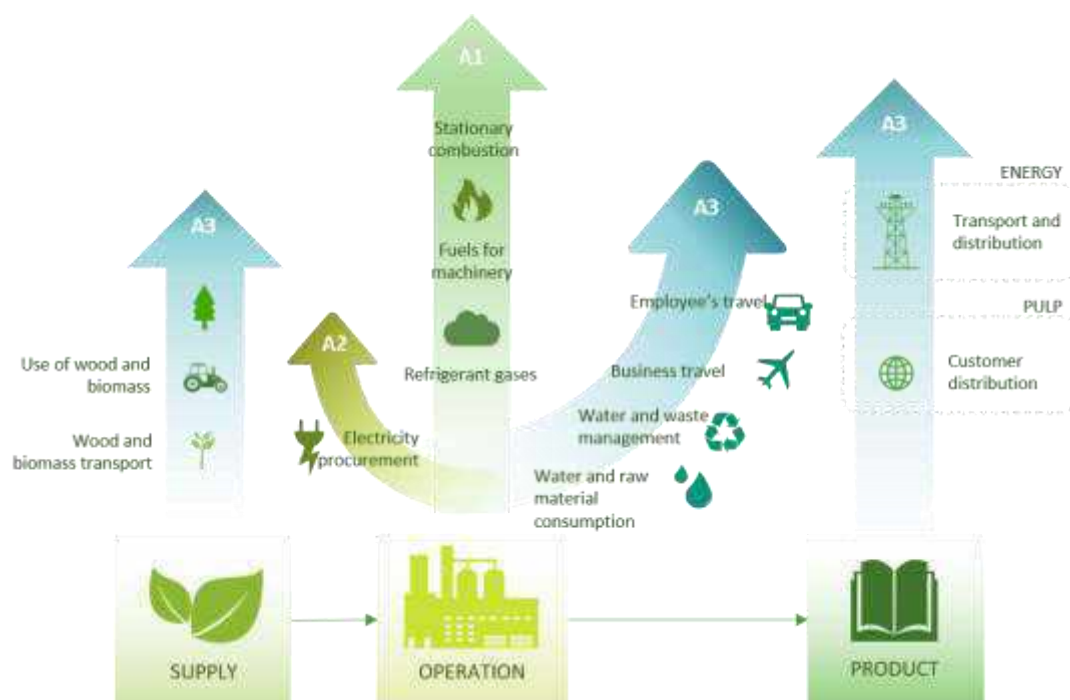 A1
Stationary
combustion
Fuels for
machinery
Refrigerant gases
A3
Use of wood and
biomass
Wood and
biomass transport
A2
Electricity
procurement
A3
Employee's travel
Business travel
Water and waste
management
Water and raw
material
consumption
A3
ENERGY
Transport and
distribution
PULP
Customer
distribution
SUPPLY
OPERATION
PRODUCT